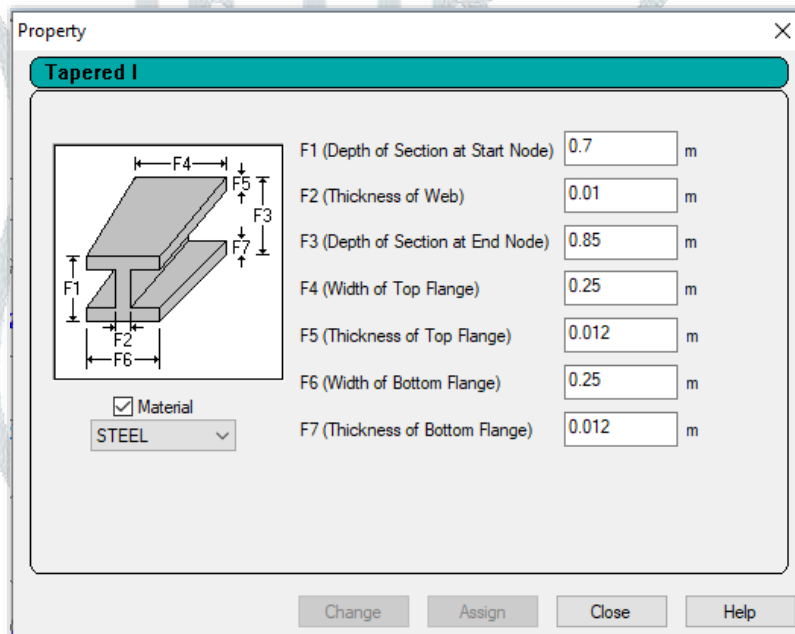 Property
Tapered I
F4
F5
F3
F7
F1
F2
F6
Material
STEEL
F1 (Depth of Section at Start Node) 0.7 m
F2 (Thickness of Web) 0.01 m
F3 (Depth of Section at End Node) 0.85 m
F4 (Width of Top Flange) 0.25 m
F5 (Thickness of Top Flange) 0.012 m
F6 (Width of Bottom Flange) 0.25 m
F7 (Thickness of Bottom Flange) 0.012 m
Change Assign Close Help